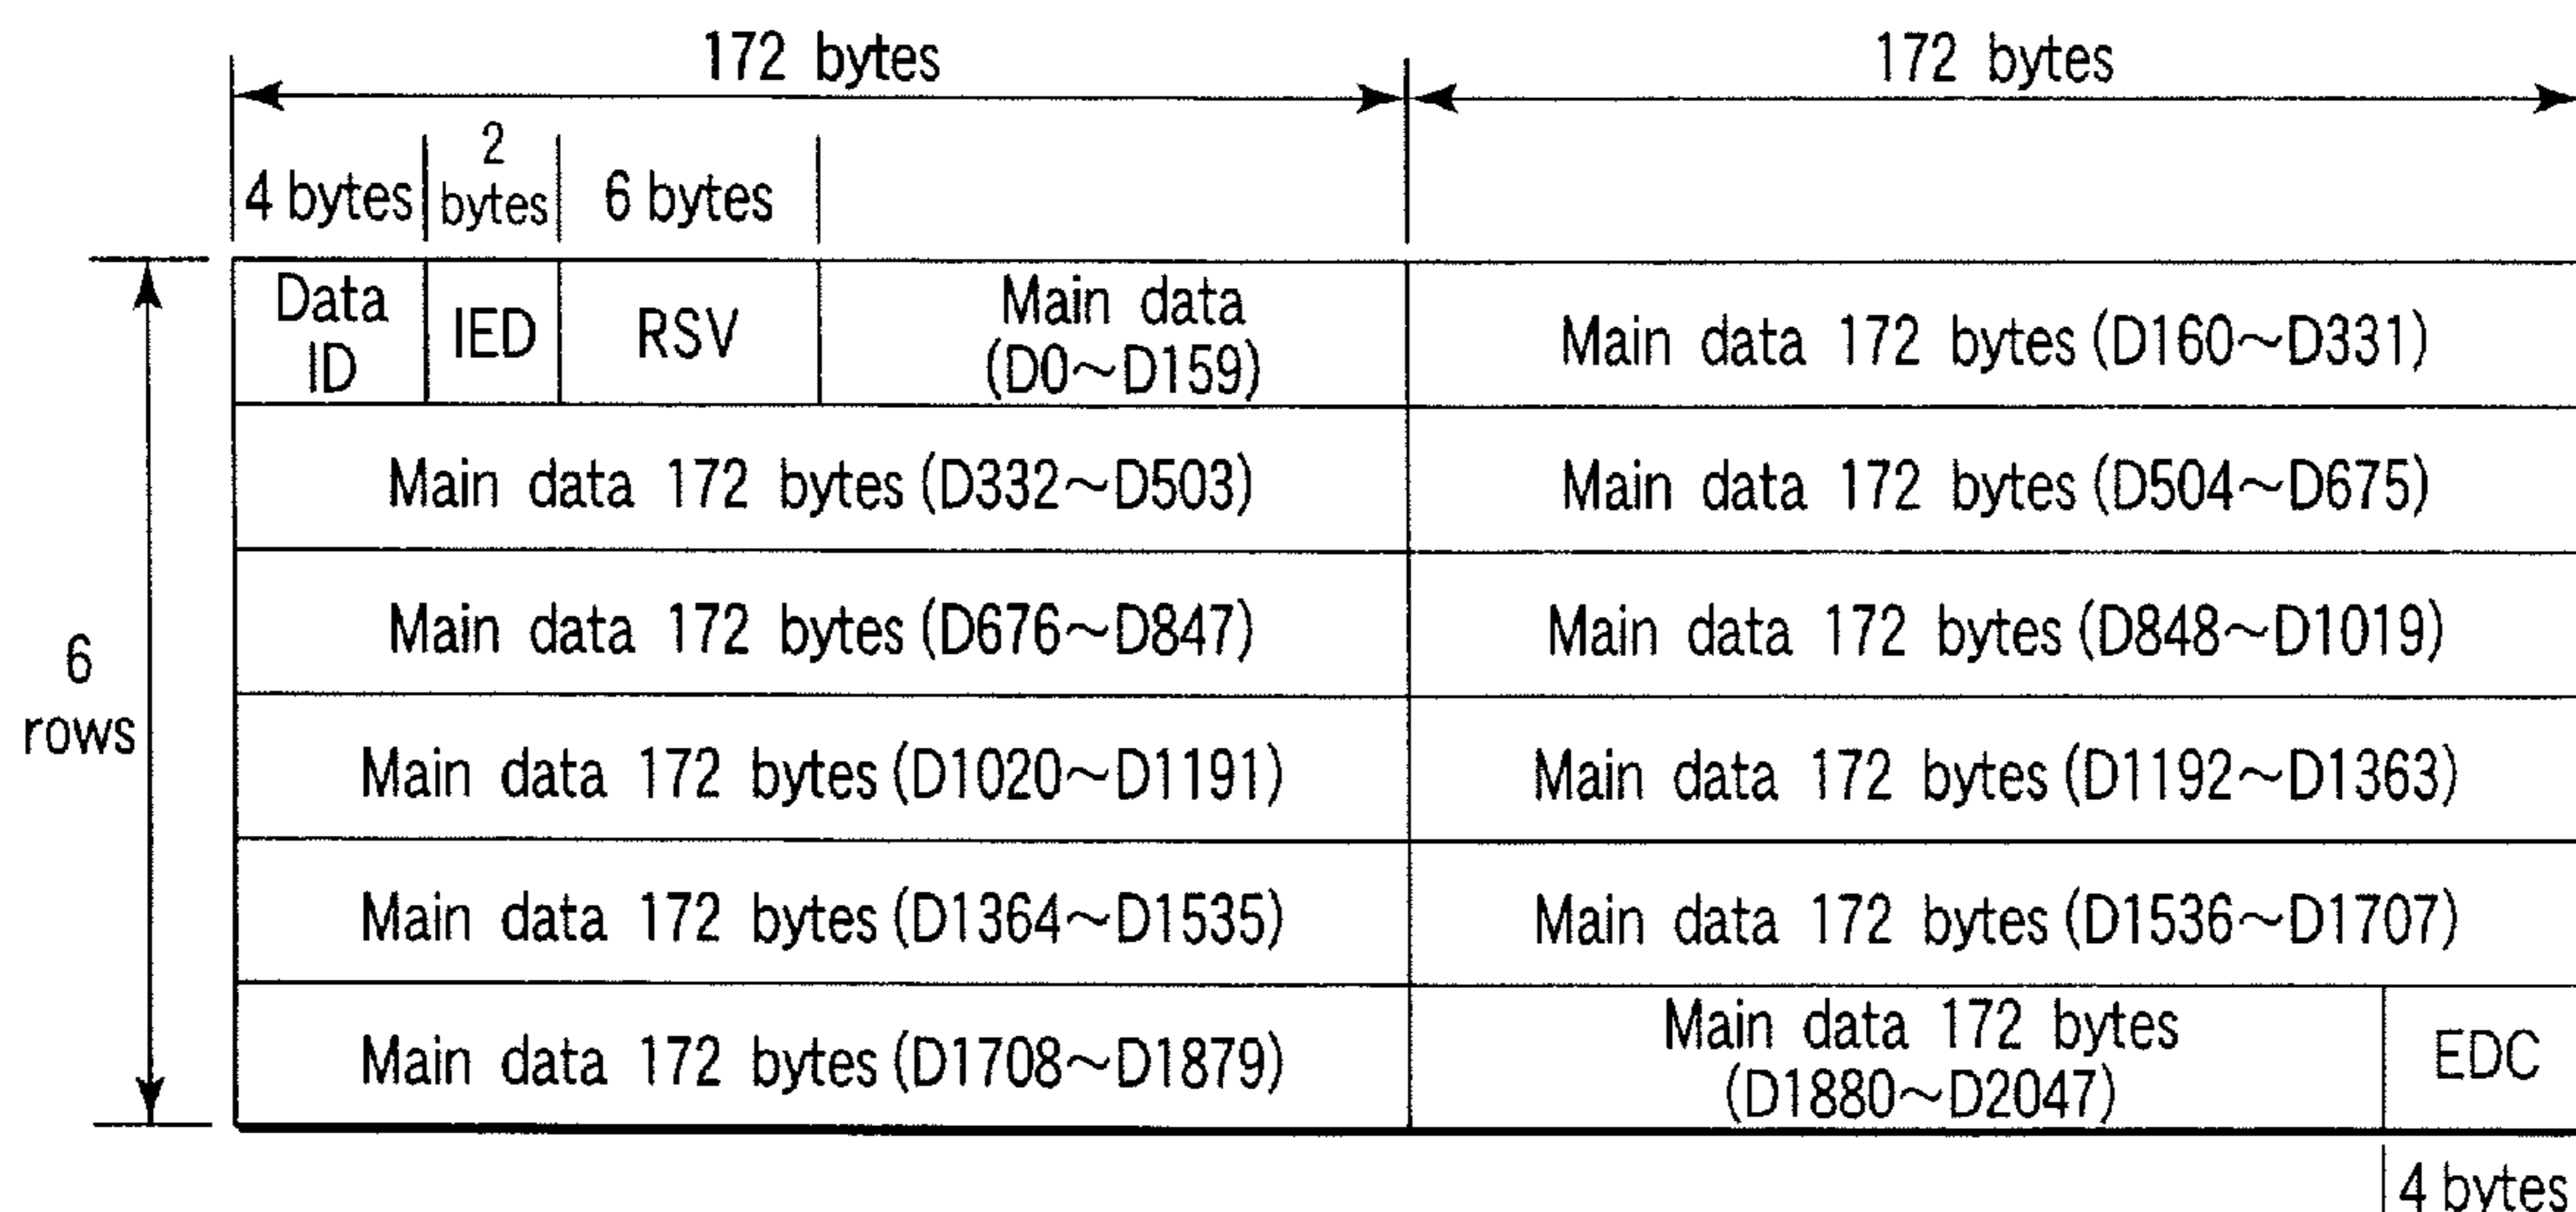 172 bytes
172 bytes
4 bytes
2
bytes
6 bytes
6
rows
Data
ID
IED
RSV
Main data
(D0~D159)
Main data 172 bytes (D160~D331)
Main data 172 bytes (D332~D503)
Main data 172 bytes (D504~D675)
Main data 172 bytes (D676~D847)
Main data 172 bytes (D848~D1019)
Main data 172 bytes (D1020~D1191)
Main data 172 bytes (D1192~D1363)
Main data 172 bytes (D1364~D1535)
Main data 172 bytes (D1536~D1707)
Main data 172 bytes (D1708~D1879)
Main data 172 bytes
(D1880~D2047)
EDC
4 bytes